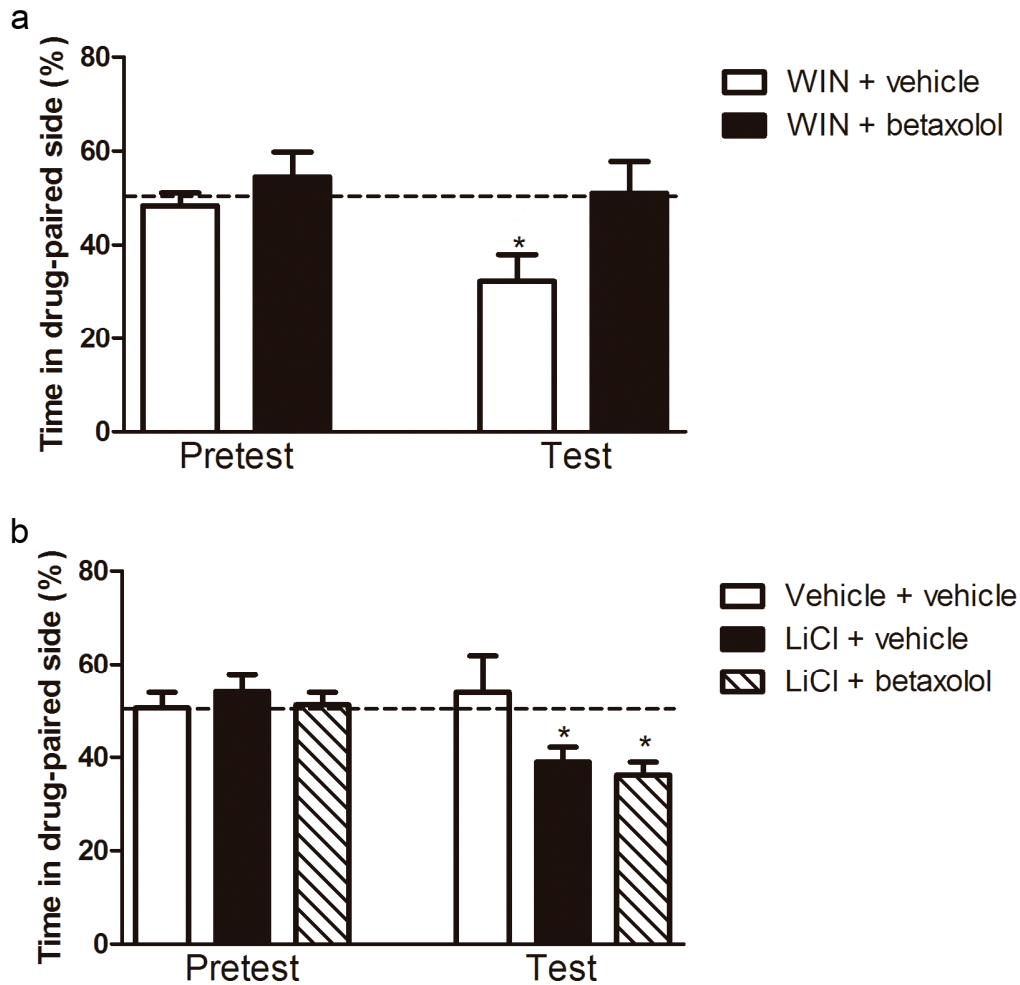 a
Time in drug-paired side (%)
80
60
40
20
0
*
Pretest
Test
WIN + vehicle
WIN + betaxolol
b
Time in drug-paired side (%)
80
60
40
20
0
*
*
Pretest
Test
Vehicle + vehicle
LiCl + vehicle
LiCl + betaxolol